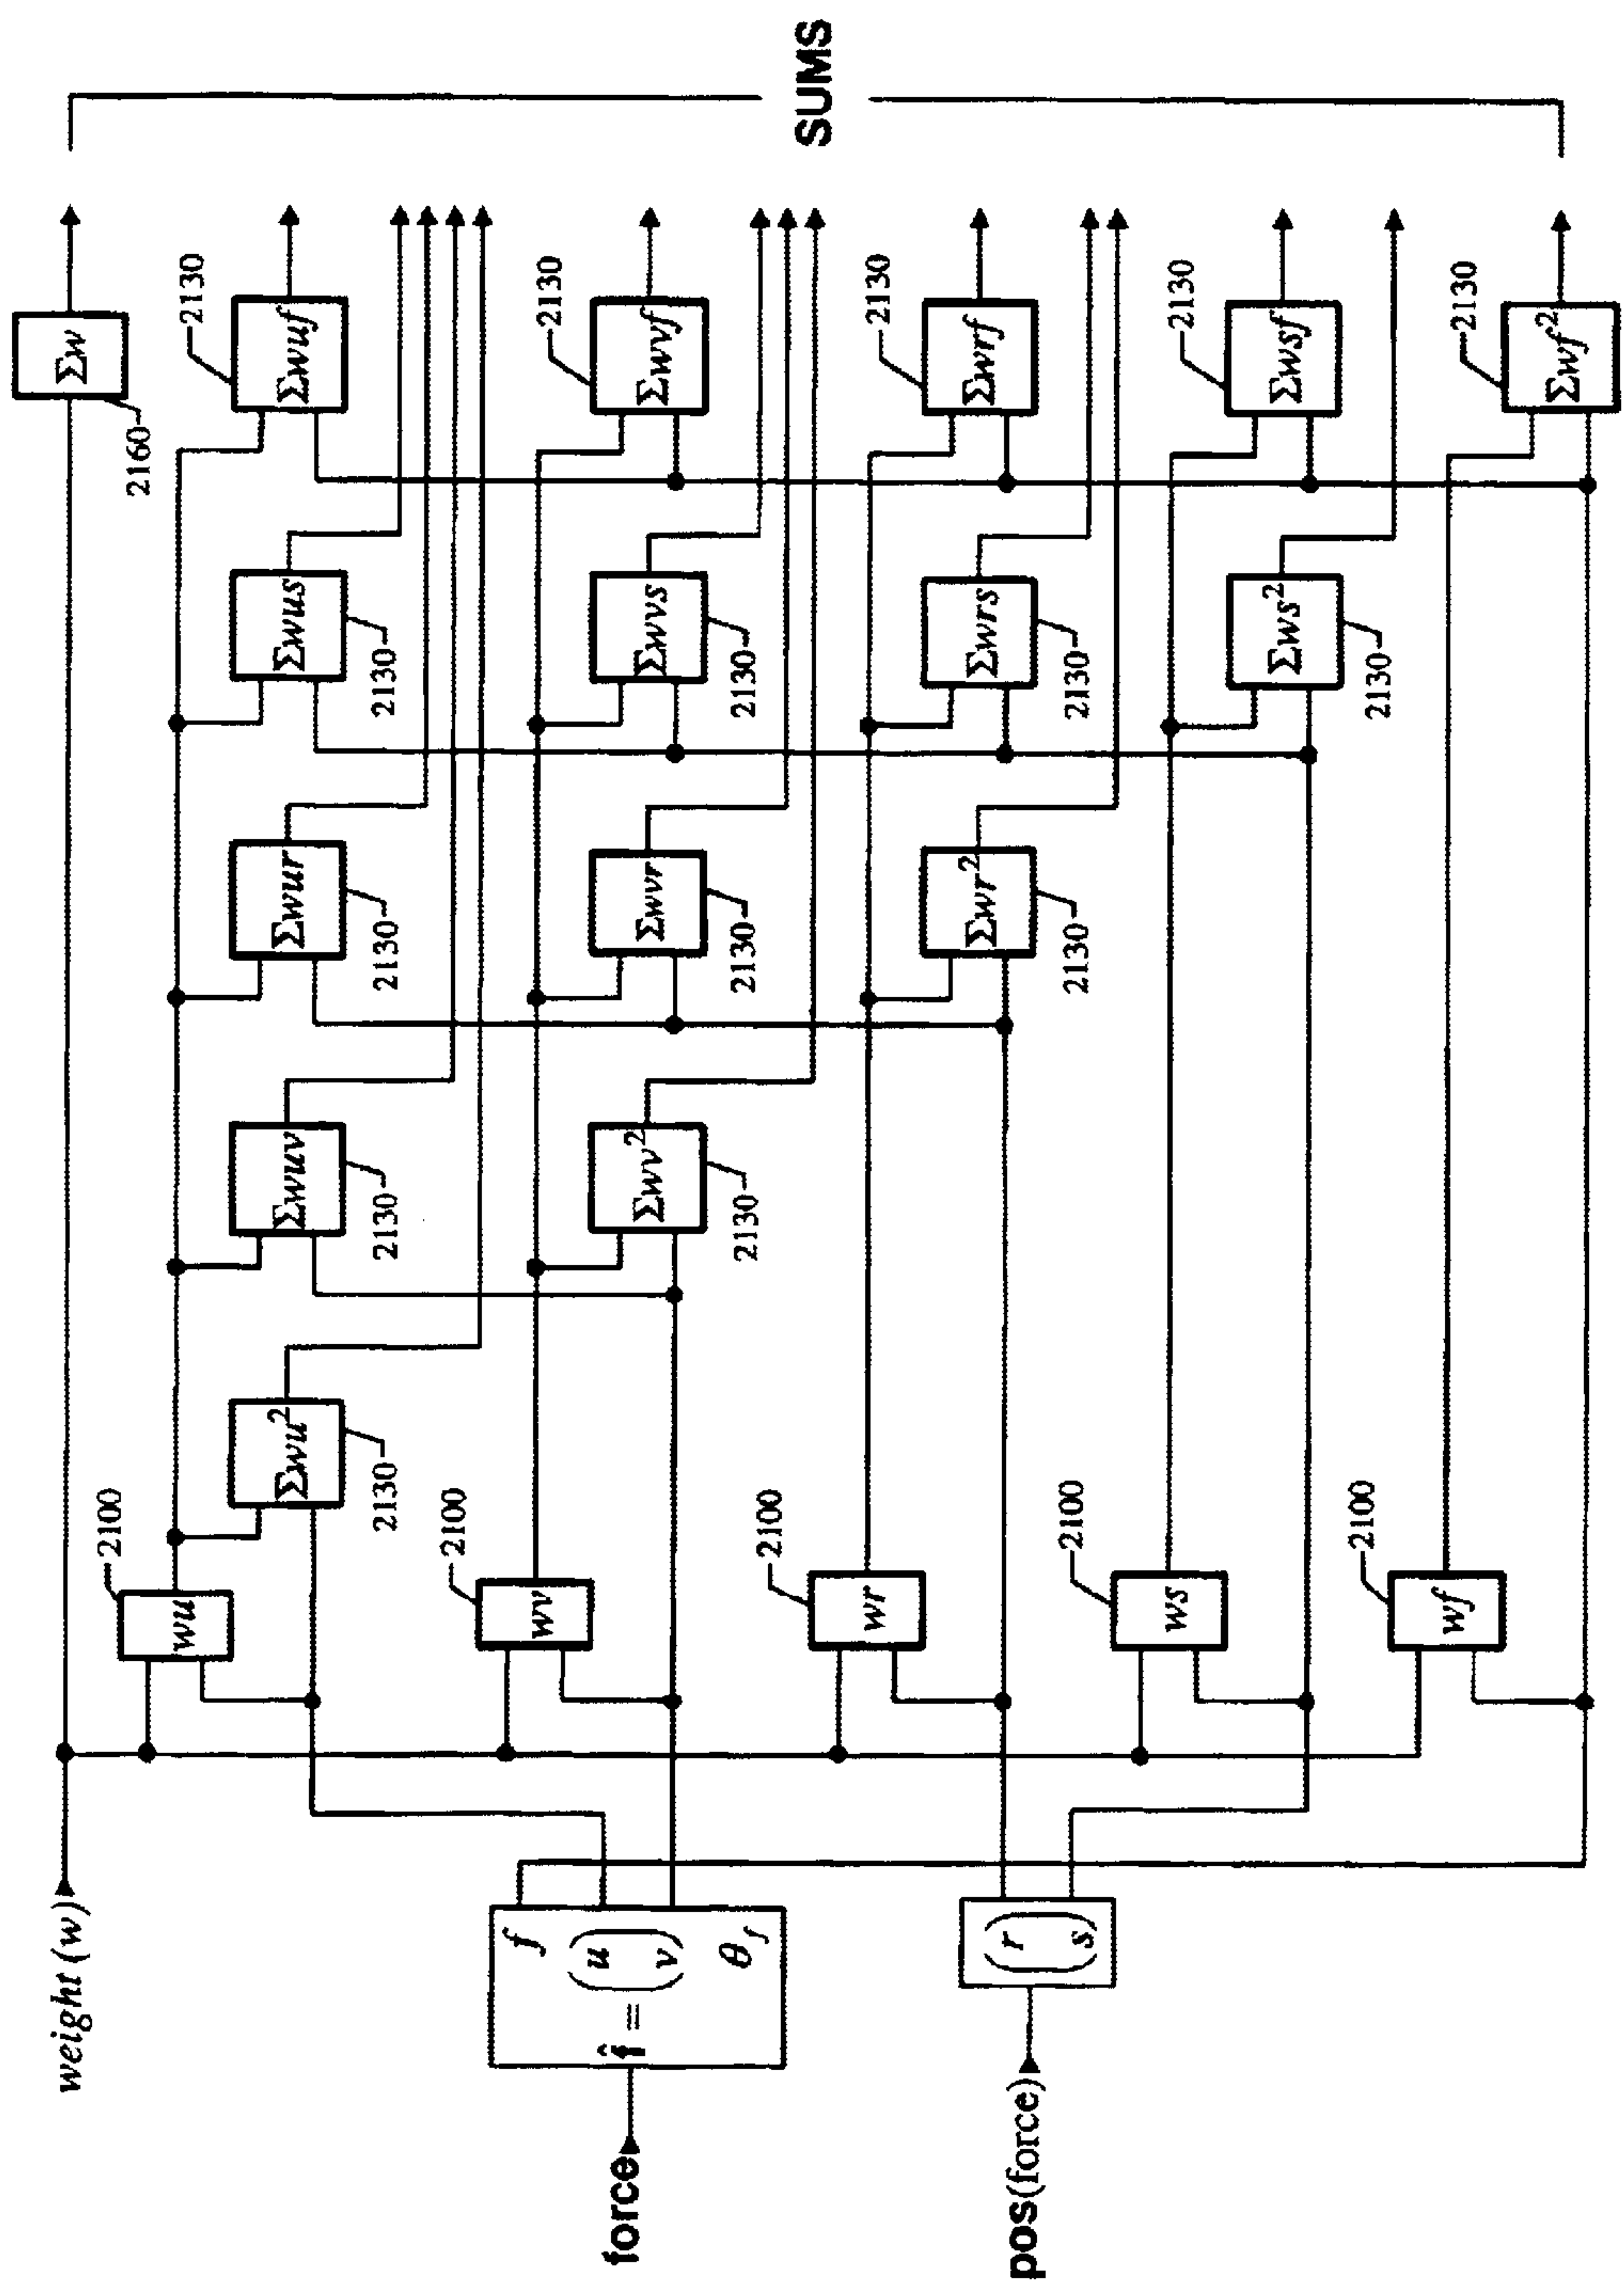 weight (w)
Σw
2160
2100
wu
Σwu²
2130
Σwuv
2130
Σwur
2130
Σwus
2130
Σwuf
2130
force
f̂ =
f
(u
v)
θf
2100
wv
Σwv²
2130
Σwvr
2130
Σwvs
2130
Σwvf
2130
SUMS
pos(force)
(r
s)
2100
wr
Σwr²
2130
Σwrs
2130
Σwrf
2130
2100
ws
Σws²
2130
Σwsf
2130
2100
wf
Σwf²
2130